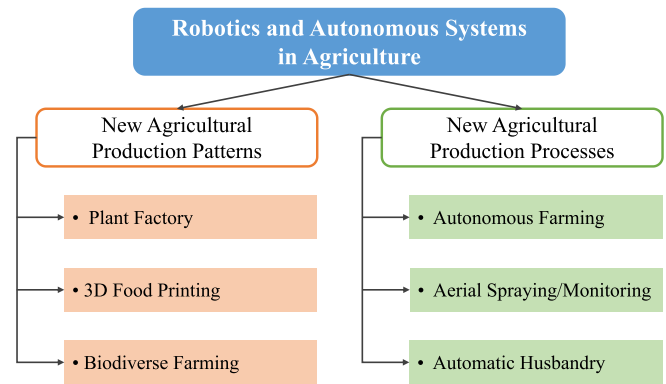 Robotics and Autonomous Systems
in Agriculture
New Agricultural
Production Patterns
• Plant Factory
• 3D Food Printing
• Biodiverse Farming
New Agricultural
Production Processes
• Autonomous Farming
• Aerial Spraying/Monitoring
• Automatic Husbandry